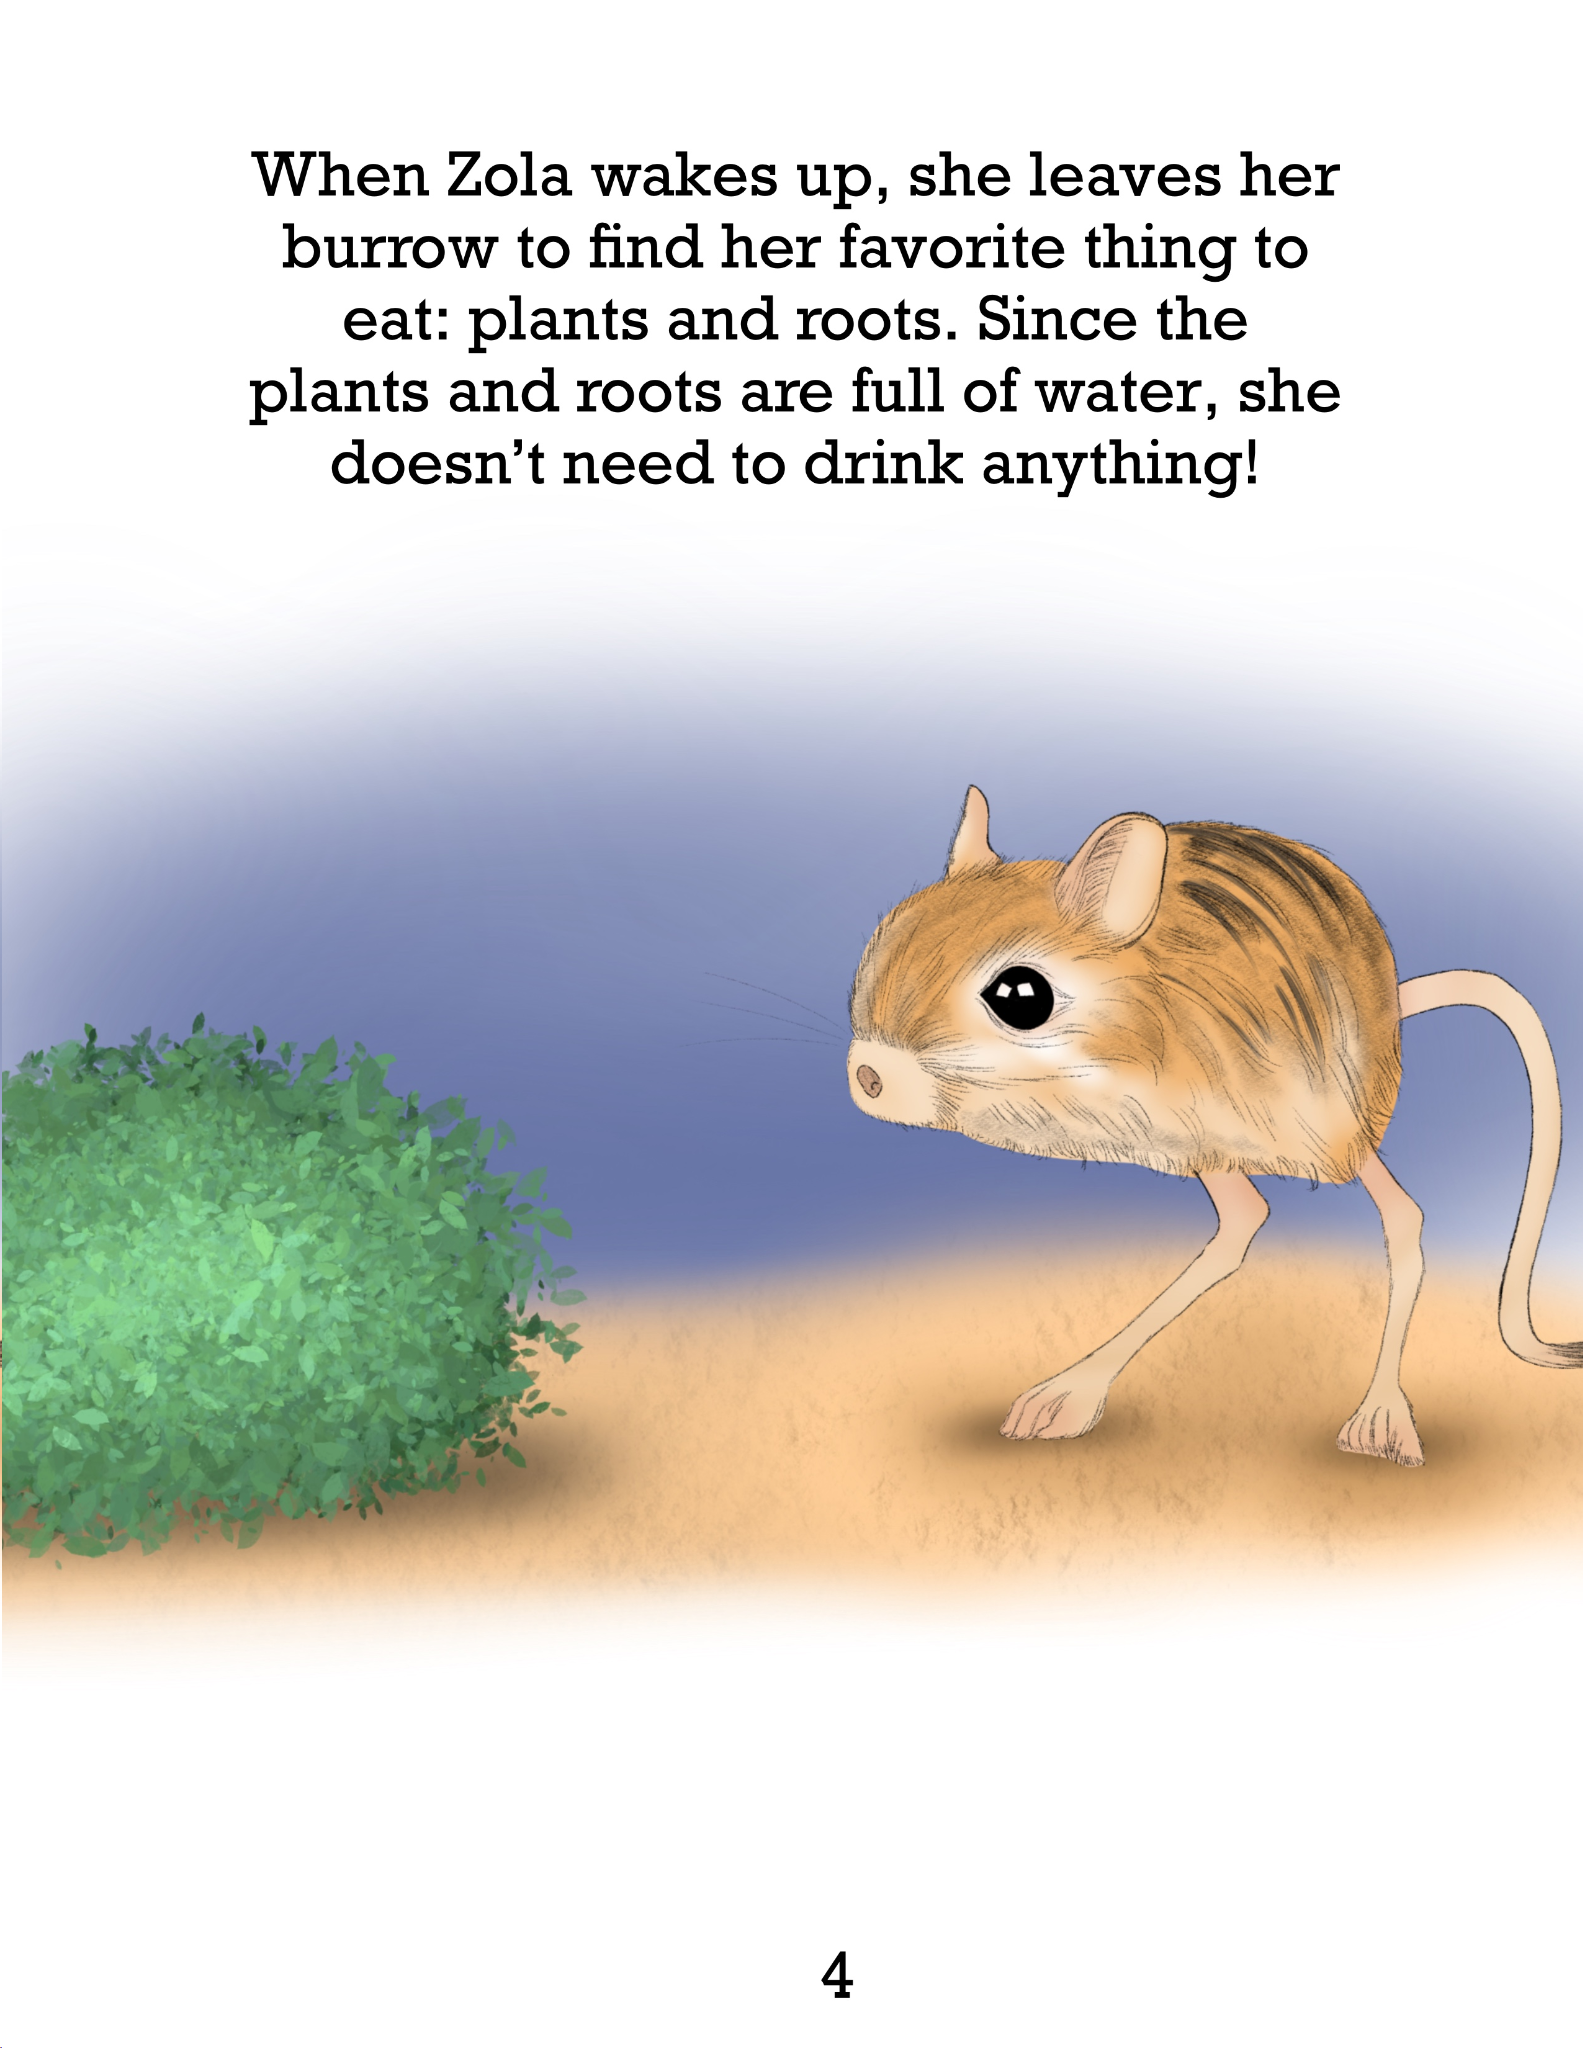 When Zola wakes up, she leaves her
burrow to find her favorite thing to
eat: plants and roots. Since the
plants and roots are full of water, she
doesn’t need to drink anything!
4